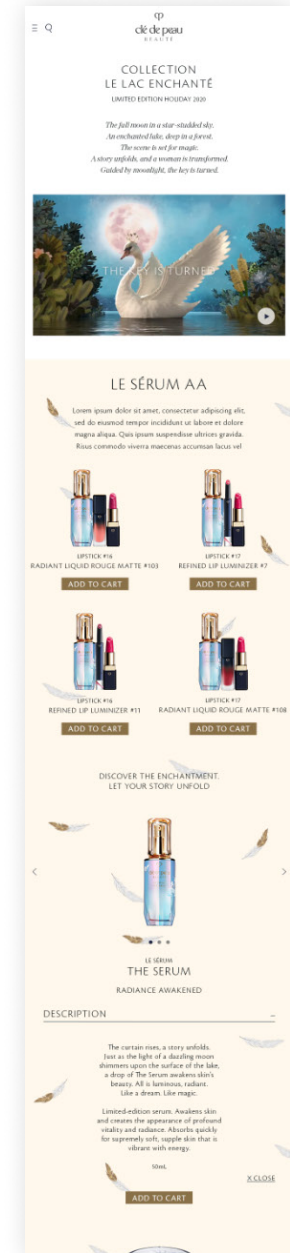 cp
clé de peau
BEAUTÉ
COLLECTION
LE LAC ENCHANTÉ
LIMITED EDITION HOLIDAY 2020
The full moon in a star-studded sky.
An enchanted lake, deep in a forest.
The scene is set for magic.
A story unfolds, and a woman is transformed.
Guided by moonlight, the key is turned.
THE KEY IS TURNED
LE SÉRUM AA
Lorem ipsum dolor sit amet, consectetur adipiscing elit,
sed do eiusmod tempor incididunt ut labore et dolore
magna aliqua. Quis ipsum suspendisse ultrices gravida.
Risus commodo viverra maecenas accumsan lacus vel
LIPSTICK #16
RADIANT LIQUID ROUGE MATTE #103
ADD TO CART
LIPSTICK #17
REFINED LIP LUMINIZER #7
ADD TO CART
LIPSTICK #16
REFINED LIP LUMINIZER #11
ADD TO CART
LIPSTICK #17
RADIANT LIQUID ROUGE MATTE #108
ADD TO CART
DISCOVER THE ENCHANTMENT.
LET YOUR STORY UNFOLD
LE SÉRUM
THE SERUM
RADIANCE AWAKENED
DESCRIPTION
The curtain rises, a story unfolds.
Just as the light of a dazzling moon
shimmers upon the surface of the lake,
a drop of The Serum awakens skin's
beauty. All is luminous, radiant.
Like a dream. Like magic.
Limited-edition serum. Awakens skin
and creates the appearance of profound
vitality and radiance. Absorbs quickly
for supremely soft, supple skin that is
vibrant with energy.
50mL
X CLOSE
ADD TO CART